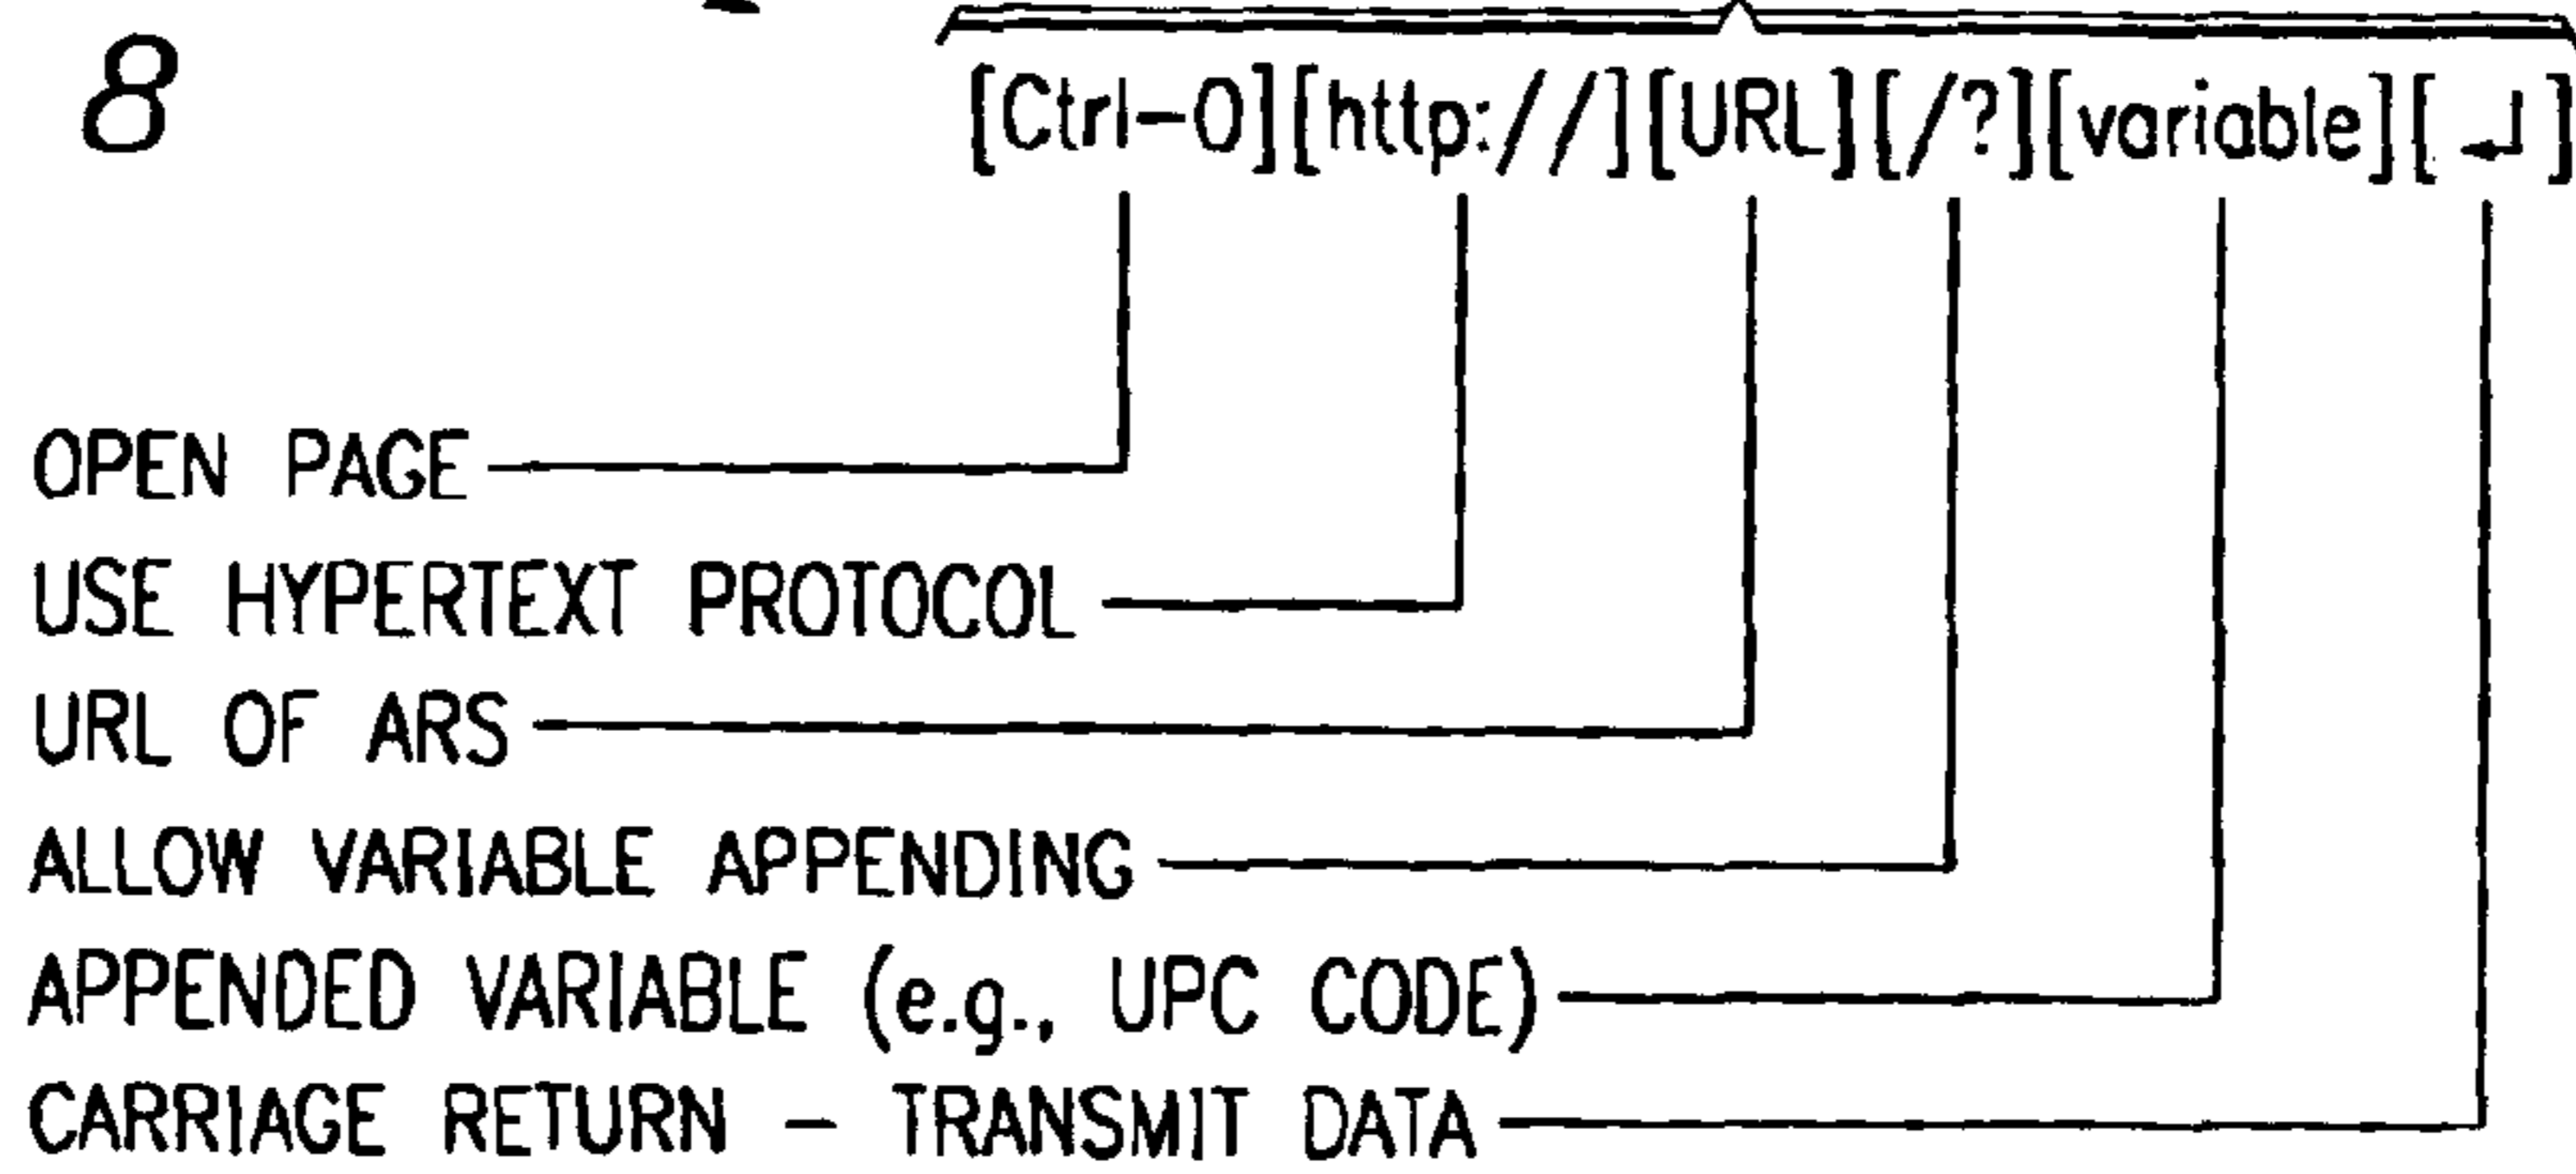 8
[Ctrl-O][http://][URL][/?][variable][↵]
OPEN PAGE
USE HYPERTEXT PROTOCOL
URL OF ARS
ALLOW VARIABLE APPENDING
APPENDED VARIABLE (e.g., UPC CODE)
CARRIAGE RETURN - TRANSMIT DATA